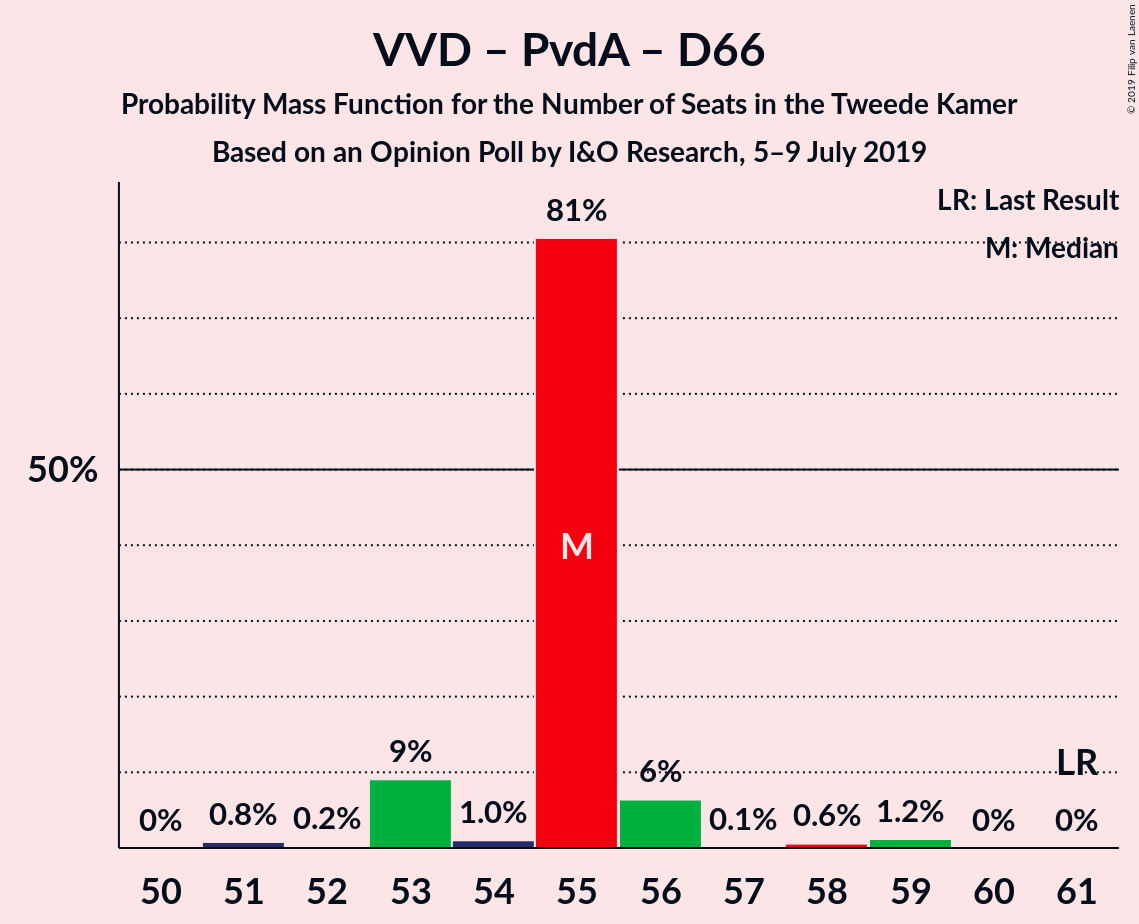 VVD – PvdA – D66
Probability Mass Function for the Number of Seats in the Tweede Kamer
Based on an Opinion Poll by I&O Research, 5–9 July 2019
© 2019 Filip van Laenen
LR: Last Result
M: Median
81%
50%
M
9%
6%
LR
0%
0.8%
0.2%
1.0%
0.1%
0.6%
1.2%
0%
0%
50 51 52 53 54 55 56 57 58 59 60 61